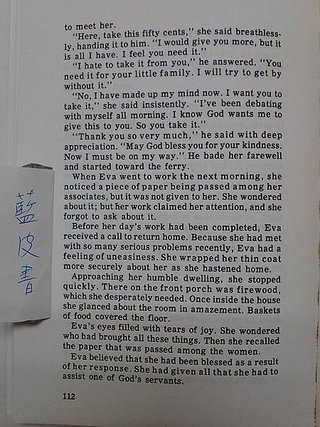 to meet her.
“Here, take this fifty cents,” she said breathless-
ly, handing it to him. “I would give you more, but it
is all I have. I feel you need it.”
“I hate to take it from you,” he answered. “You
need it for your little family. I will try to get by
without it.”
“No, I have made up my mind now. I want you to
take it,” she said insistently. “I've been debating
with myself all morning. I know God wants me to
give this to you. So you take it.”
“Thank you so very much,” he said with deep
appreciation. “May God bless you for your kindness.
Now I must be on my way.” He bade her farewell
and started toward the ferry.
When Eva went to work the next morning, she
noticed a piece of paper being passed among her
associates, but it was not given to her. She wondered
about it; but her work claimed her attention, and she
forgot to ask about it.
Before her day's work had been completed, Eva
received a call to return home. Because she had met
with so many serious problems recently, Eva had a
feeling of uneasiness. She wrapped her thin coat
more securely about her as she hastened home.
Approaching her humble dwelling, she stopped
quickly. There on the front porch was firewood,
which she desperately needed. Once inside the house
she glanced about the room in amazement. Baskets
of food covered the floor.
Eva's eyes filled with tears of joy. She wondered
who had brought all these things. Then she recalled
the paper that was passed among the women.
Eva believed that she had been blessed as a result
of her response. She had given all that she had to
assist one of God's servants.
112
藍皮書